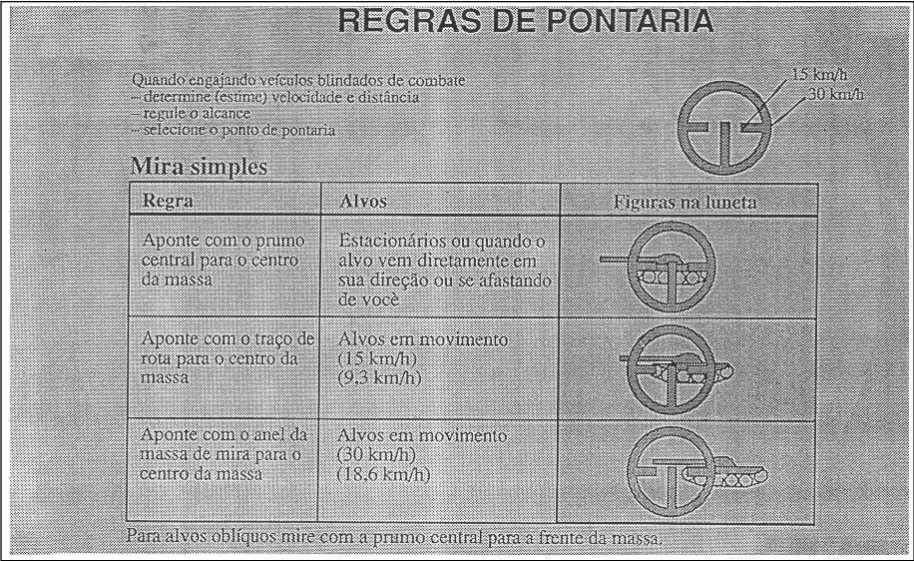 REGRAS DE PONTARIA
Quando engajando veículos blindados de combate
– determine (estime) velocidade e distância
– regule o alcance
– selecione o ponto de pontaria
15 km/h
30 km/h
Mira simples
Regra
Alvos
Figuras na luneta
Aponte com o prumo
central para o centro
da massa
Estacionários ou quando o
alvo vem diretamente em
sua direção ou se afastando
de você
Aponte com o traço de
rota para o centro da
massa
Alvos em movimento
(15 km/h)
(9,3 km/h)
Aponte com o anel da
massa de mira para o
centro da massa
Alvos em movimento
(30 km/h)
(18,6 km/h)
Para alvos oblíquos mire com a prumo central para a frente da massa.